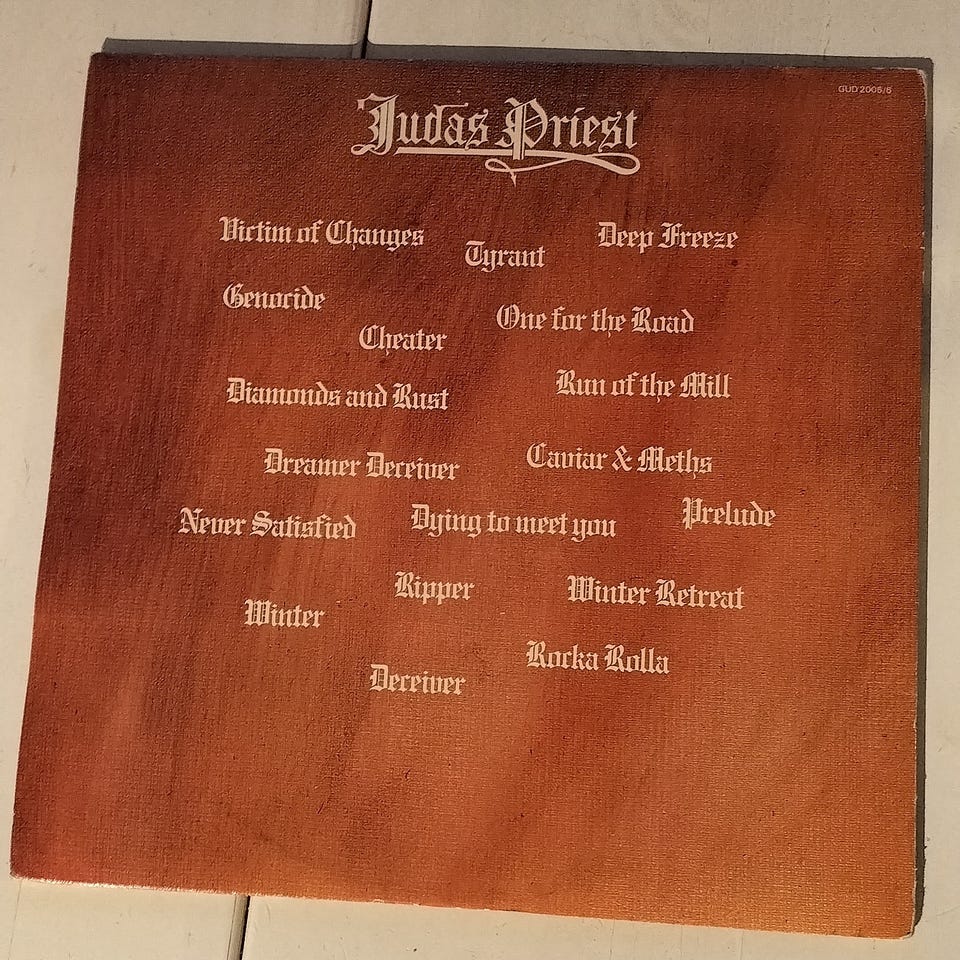 GUD 2005/6
Judas Priest
Victim of Changes
Tyrant
Deep Freeze
Genocide
One for the Road
Cheater
Diamonds and Rust
Run of the Mill
Dreamer Deceiver
Caviar & Meths
Never Satisfied
Dying to meet you
Prelude
Ripper
Winter Retreat
Winter
Rocka Rolla
Deceiver